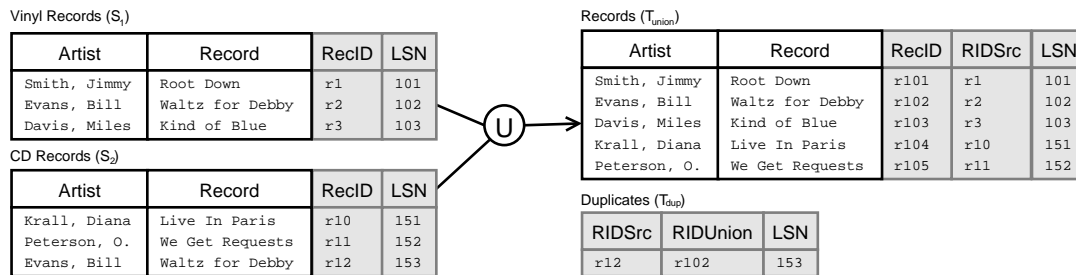 Vinyl Records (S1)
Artist Record RecID LSN
Smith, Jimmy Root Down r1 101
Evans, Bill Waltz for Debby r2 102
Davis, Miles Kind of Blue r3 103
CD Records (S2)
Artist Record RecID LSN
Krall, Diana Live In Paris r10 151
Peterson, O. We Get Requests r11 152
Evans, Bill Waltz for Debby r12 153
U
Records (Tunion)
Artist Record RecID RIDSrc LSN
Smith, Jimmy Root Down r101 r1 101
Evans, Bill Waltz for Debby r102 r2 102
Davis, Miles Kind of Blue r103 r3 103
Krall, Diana Live In Paris r104 r10 151
Peterson, O. We Get Requests r105 r11 152
Duplicates (Tdup)
RIDSrc RIDUnion LSN
r12 r102 153